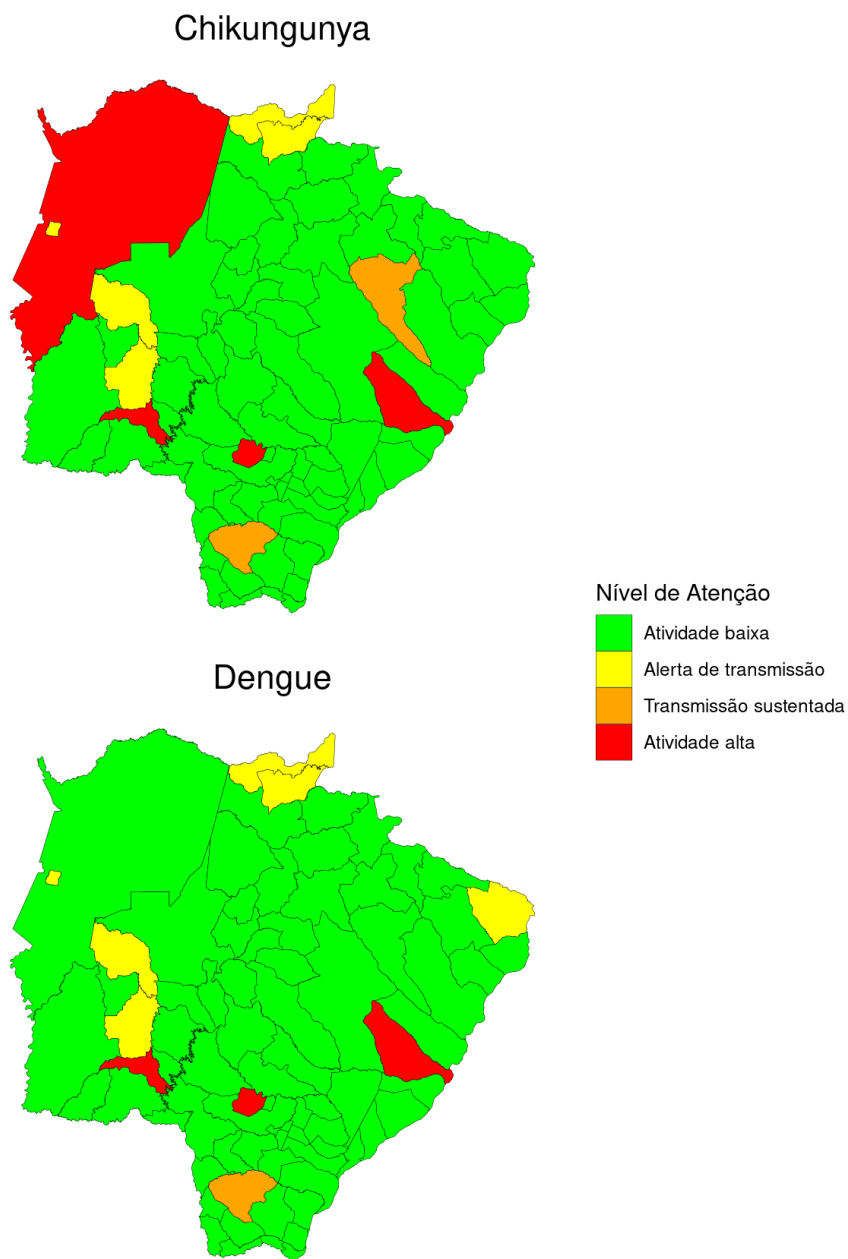 Chikungunya
Nível de Atenção
Atividade baixa
Alerta de transmissão
Transmissão sustentada
Atividade alta
Dengue